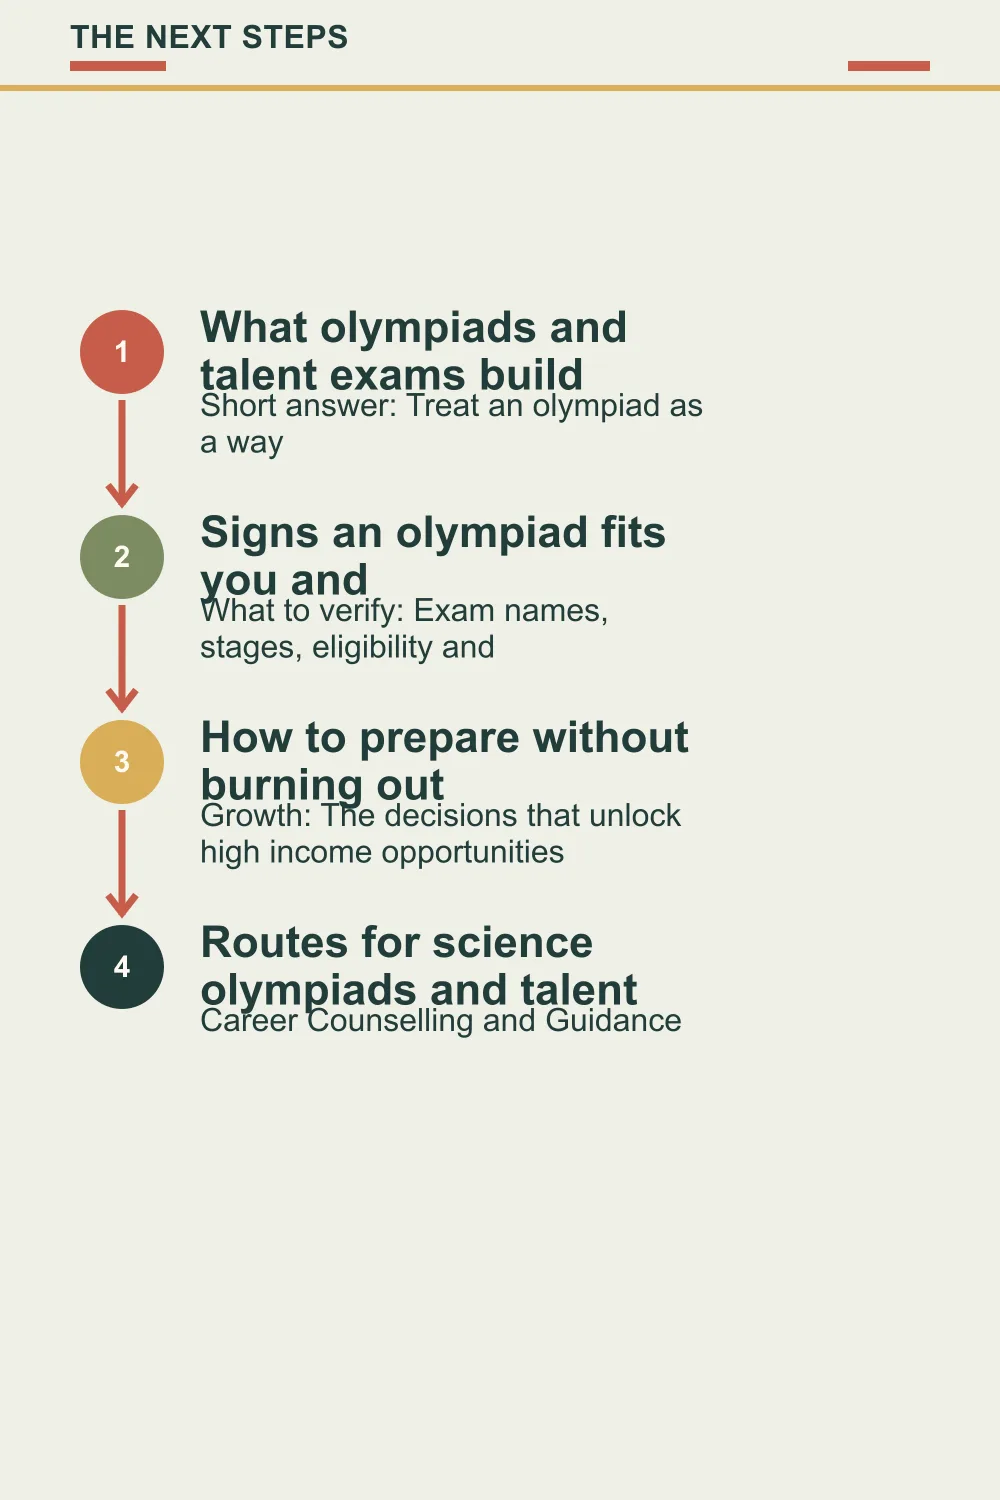 THE NEXT STEPS
1
What olympiads and
talent exams build
Short answer: Treat an olympiad as
a way
2
Signs an olympiad fits
you and
What to verify: Exam names,
stages, eligibility and
3
How to prepare without
burning out
Growth: The decisions that unlock
high income opportunities
4
Routes for science
olympiads and talent
Career Counselling and Guidance